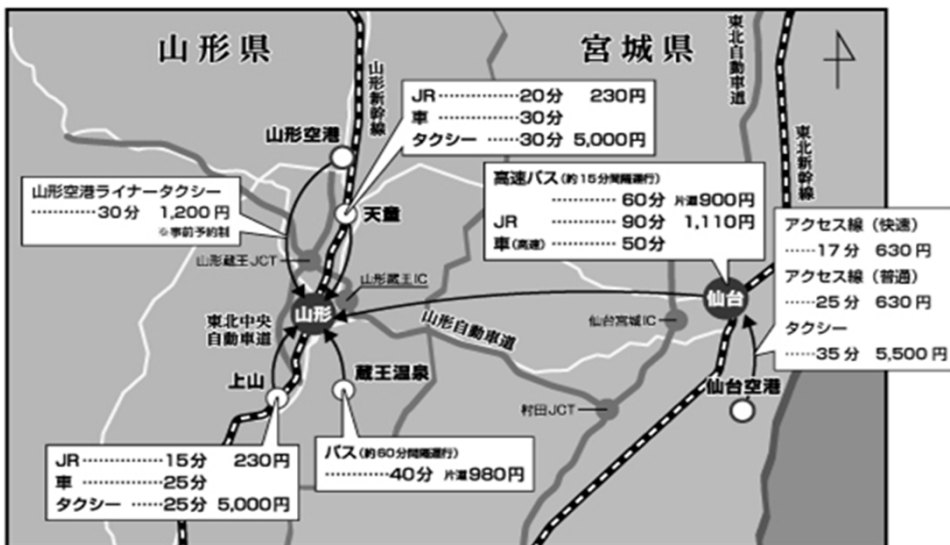 山形県
宮城県
東北自動車道
山形新幹線
東北新幹線
JR…………20分 230円
車…………30分
タクシー……30分 5,000円
山形空港
山形空港ライナータクシー
…………30分 1,200円
※事前予約制
天童
高速バス(約15分間隔運行)
…………60分 片道900円
JR…………90分 1,110円
車(高速)…………50分
アクセス線(快速)
……17分 630円
アクセス線(普通)
……25分 630円
タクシー
……35分 5,500円
山形蔵王JCT
山形蔵王IC
山形
仙台
東北中央
自動車道
山形自動車道
仙台宮城IC
上山
蔵王温泉
仙台空港
村田JCT
JR…………15分 230円
車…………25分
タクシー……25分 5,000円
バス(約60分間隔運行)
…………40分 片道980円